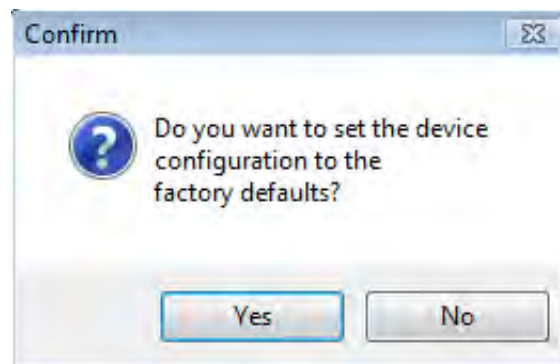 Confirm
Do you want to set the device
configuration to the
factory defaults?
Yes No